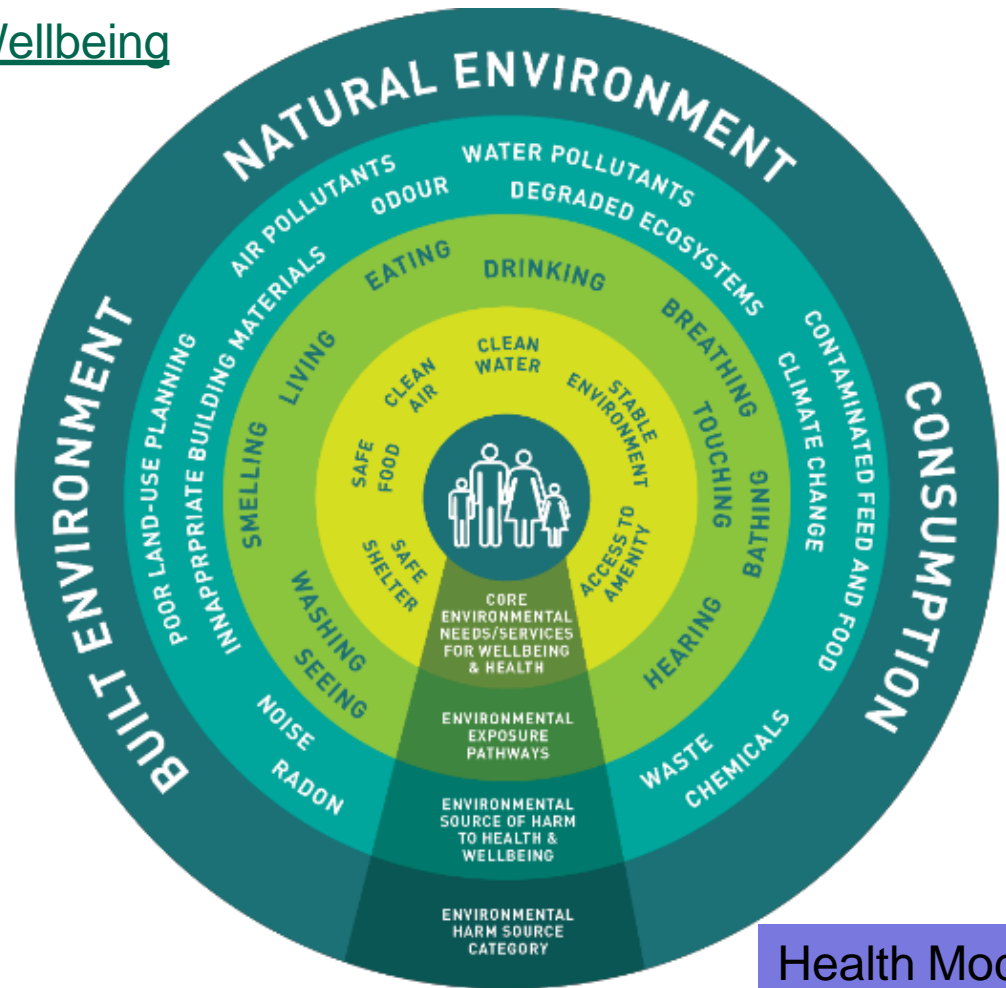 Wellbeing
NATURAL ENVIRONMENT
BUILT ENVIRONMENT
CONSUMPTION
AIR POLLUTANTS
ODOUR
WATER POLLUTANTS
DEGRADED ECOSYSTEMS
POOR LAND-USE PLANNING
INNAPPRPRIATE BUILDING MATERIALS
NOISE
RADON
CONTAMINATED FEED AND FOOD
CLIMATE CHANGE
WASTE
CHEMICALS
EATING
DRINKING
BREATHING
LIVING
SMELLING
TOUCHING
BATHING
WASHING
SEEING
HEARING
CLEAN
WATER
CLEAN
AIR
STABLE
ENVIRONMENT
SAFE
FOOD
SAFE
SHELTER
ACCESS TO
AMENITY
CORE
ENVIRONMENTAL
NEEDS/SERVICES
FOR WELLBEING
& HEALTH
ENVIRONMENTAL
EXPOSURE
PATHWAYS
ENVIRONMENTAL
SOURCE OF HARM
TO HEALTH &
WELLBEING
ENVIRONMENTAL
HARM SOURCE
CATEGORY
Health